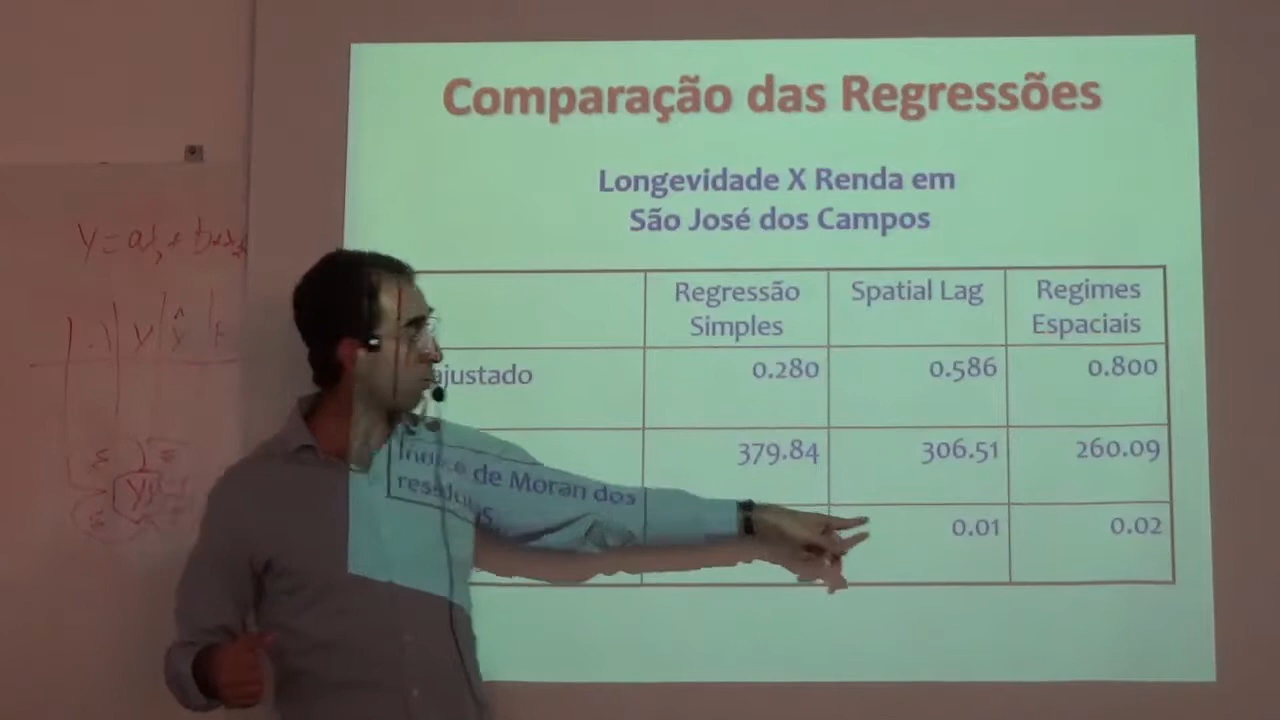 Comparação das Regressões
Longevidade X Renda em
São José dos Campos
Regressão
Simples
Spatial Lag
Regimes
Espaciais
ajustado
0.280
0.586
0.800
379.84
306.51
260.09
Índice de Moran dos
resíduos
0.01
0.02